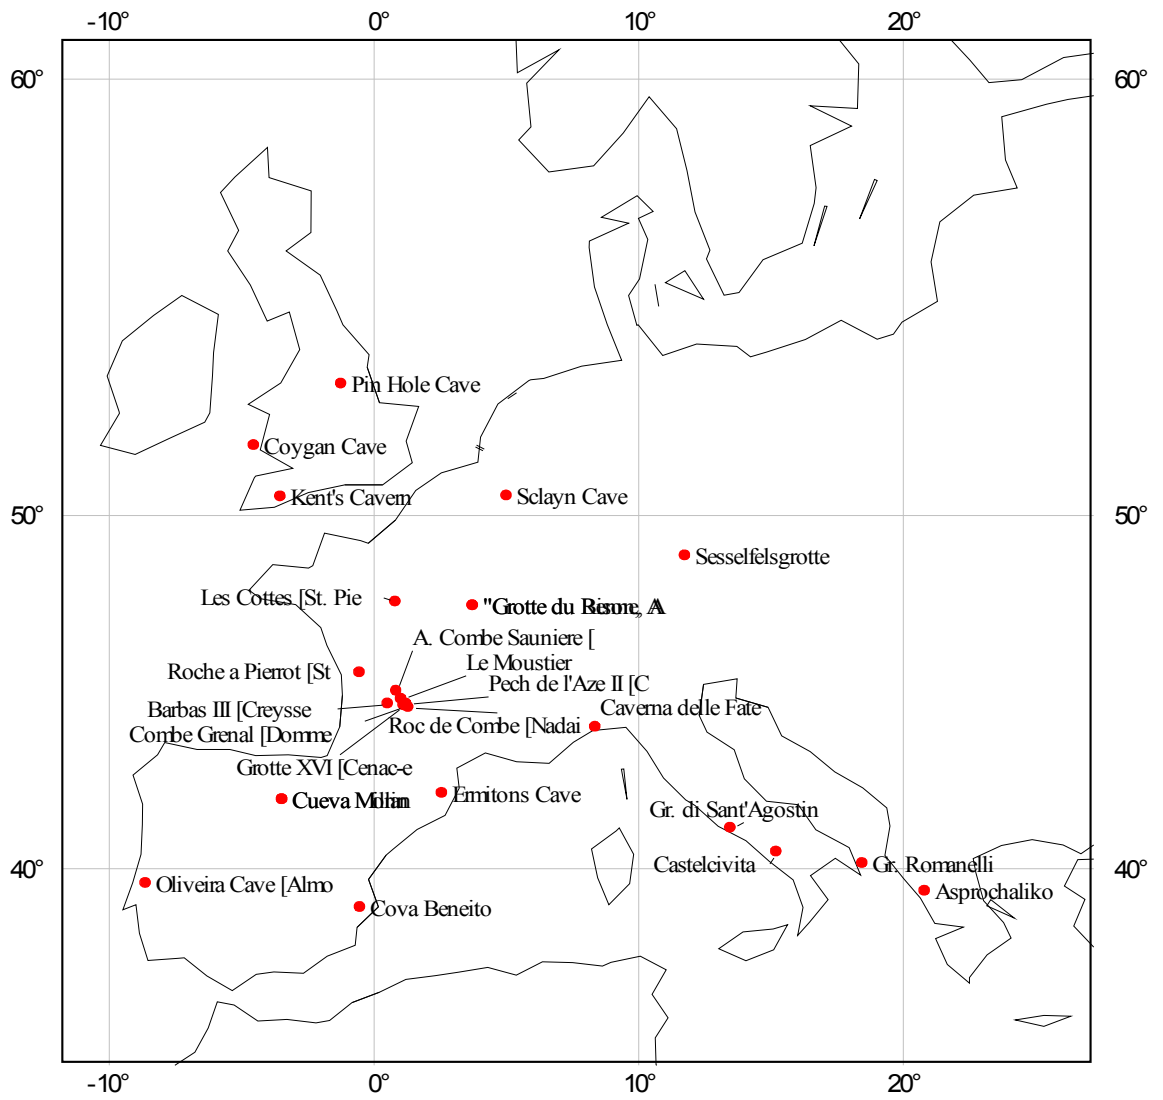 -10° 0° 10° 20°
60° 60°
Pin Hole Cave
Coygan Cave
Kent's Cavern
Sclayn Cave
50° 50°
Sesselfelsgrotte
Les Cottes [St. Pie
"Grotte du
A. Combe Sauniere [
Le Moustier
Roche a Pierrot [St
Pech de l'Aze II [C
Caverna delle Fate
Barbas III [Creysse
Roc de Combe [Nadai
Combe Grenal [Domme
Grotte XVI [Cenac-e
Ermitons Cave
Cueva
Gr. di Sant'Agostin
Castelcivita
Gr. Romanelli
40° 40°
Oliveira Cave [Almo
Asprochaliko
Cova Beneito
-10° 0° 10° 20°